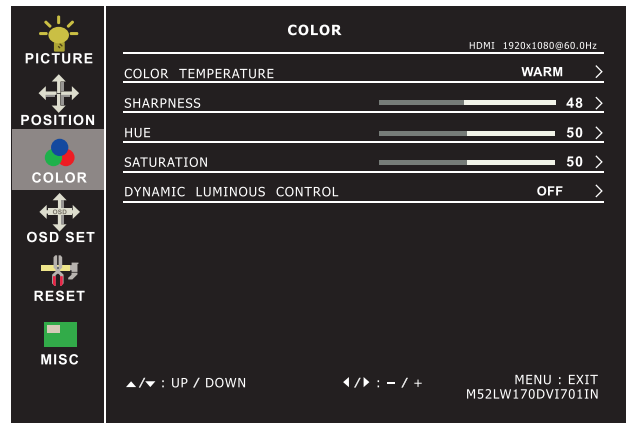 PICTURE
POSITION
COLOR
OSD
OSD SET
RESET
MISC
COLOR
HDMI 1920x1080@60.0Hz
COLOR TEMPERATURE WARM >
SHARPNESS 48 >
HUE 50 >
SATURATION 50 >
DYNAMIC LUMINOUS CONTROL OFF >
▲/▼ : UP / DOWN ◀/▶ : – / + MENU : EXIT
M52LW170DVI701IN